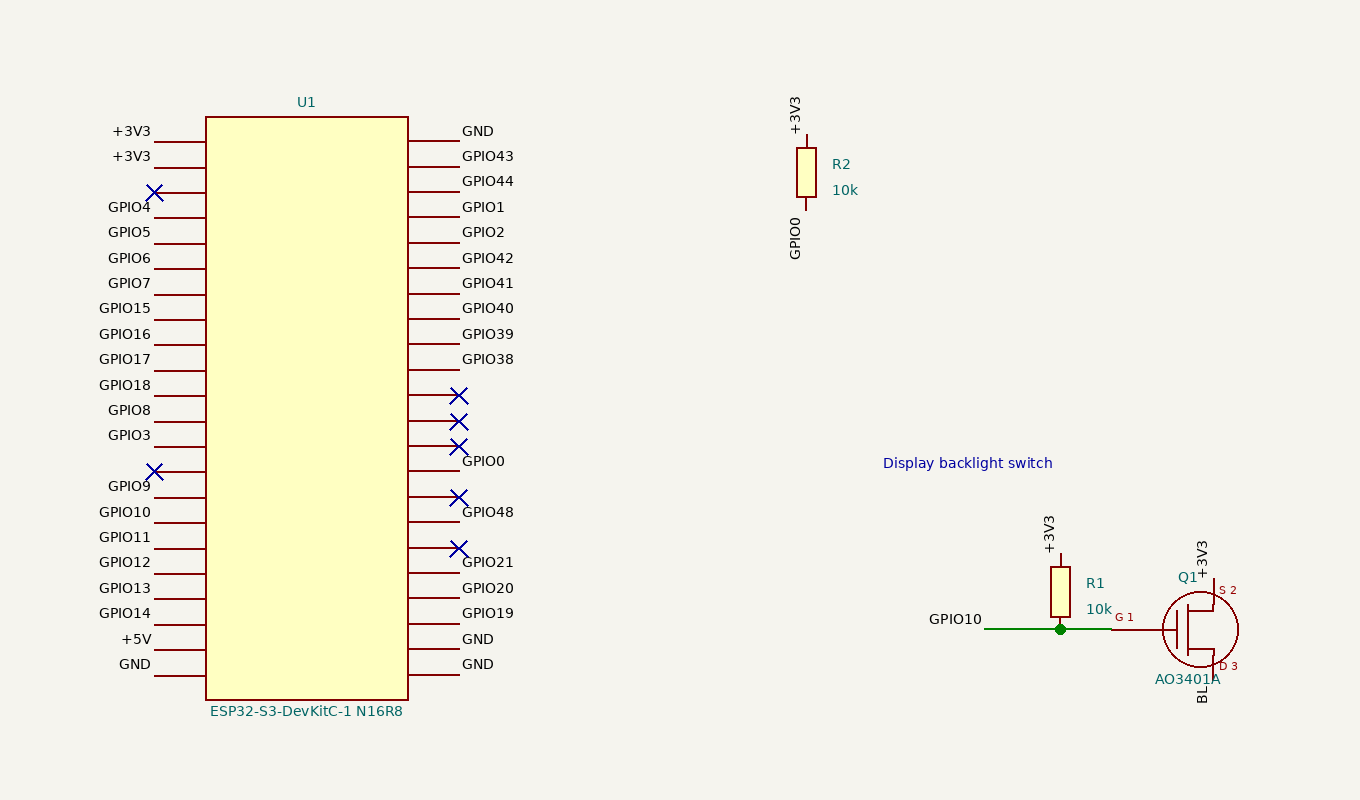 U1
+3V3
+3V3
GPIO4
GPIO5
GPIO6
GPIO7
GPIO15
GPIO16
GPIO17
GPIO18
GPIO8
GPIO3
GPIO9
GPIO10
GPIO11
GPIO12
GPIO13
GPIO14
+5V
GND
GND
GPIO43
GPIO44
GPIO1
GPIO2
GPIO42
GPIO41
GPIO40
GPIO39
GPIO38
GPIO0
GPIO48
GPIO21
GPIO20
GPIO19
GND
GND
ESP32-S3-DevKitC-1 N16R8
+3V3
R2
10k
GPIO0
Display backlight switch
+3V3
R1
10k
GPIO10
G 1
Q1
+3V3
S 2
D 3
AO3401A
BL